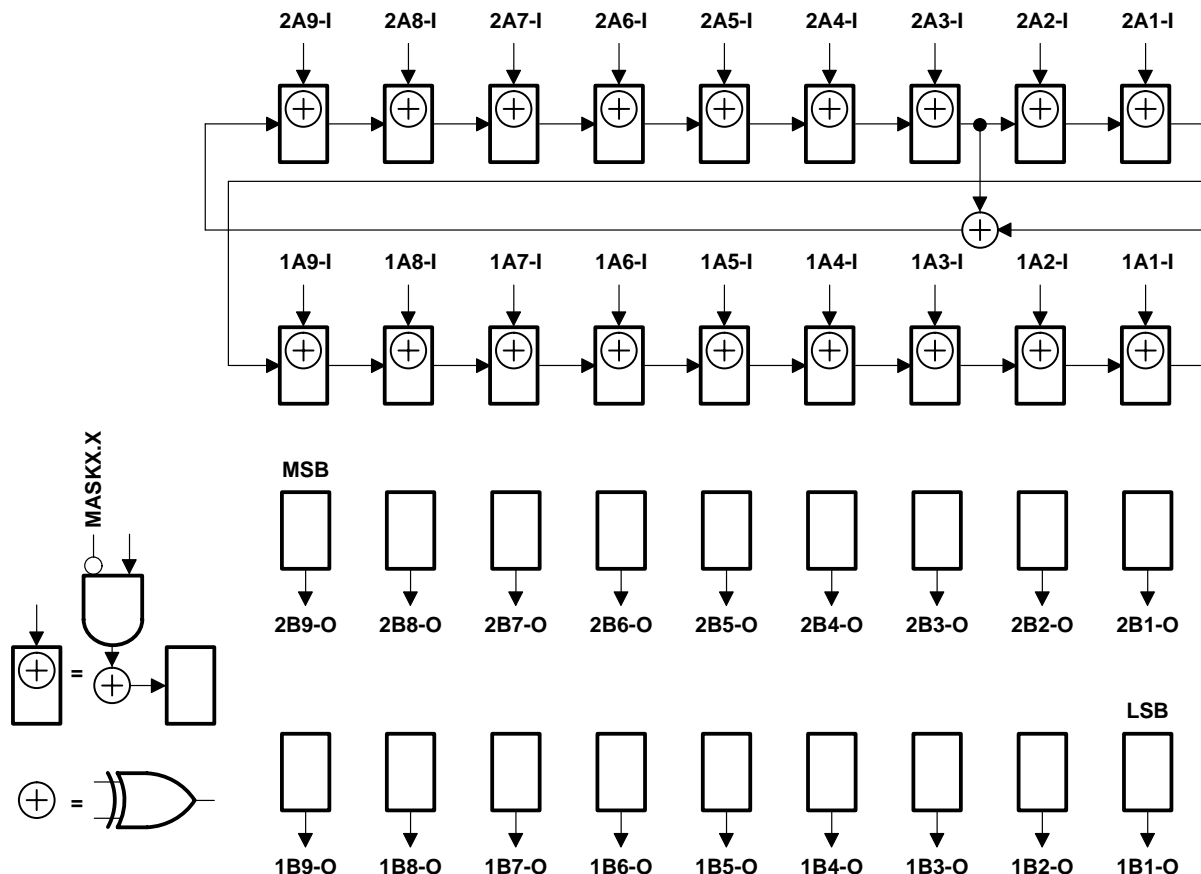 2A9-I 2A8-I 2A7-I 2A6-I 2A5-I 2A4-I 2A3-I 2A2-I 2A1-I
1A9-I 1A8-I 1A7-I 1A6-I 1A5-I 1A4-I 1A3-I 1A2-I 1A1-I
MASKX.X
MSB
2B9-O 2B8-O 2B7-O 2B6-O 2B5-O 2B4-O 2B3-O 2B2-O 2B1-O
=
LSB
=
1B9-O 1B8-O 1B7-O 1B6-O 1B5-O 1B4-O 1B3-O 1B2-O 1B1-O